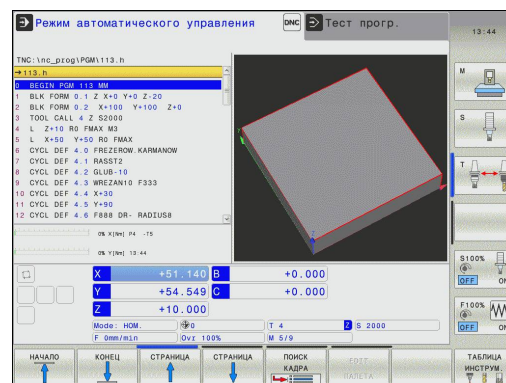 Режим автоматического управления
DNC
Тест прогр.
13:44
TNC:\nc_prog\PGM\113.h
→113.h
0 BEGIN PGM 113 MM
1 BLK FORM 0.1 Z X+0 Y+0 Z-20
2 BLK FORM 0.2 X+100 Y+100 Z+0
3 TOOL CALL 4 Z S2000
4 L Z+10 R0 FMAX M3
5 L X+50 Y+50 R0 FMAX
6 CYCL DEF 4.0 FREZEROW.KARMANOW
7 CYCL DEF 4.1 RASST2
8 CYCL DEF 4.2 GLUB-10
9 CYCL DEF 4.3 WREZAN10 F333
10 CYCL DEF 4.4 X+30
11 CYCL DEF 4.5 Y+90
12 CYCL DEF 4.6 F888 DR- RADIUS8
0% X[Nm] P4 -T5
0% Y[Nm] 13:44
X +51.140 B +0.000
Y +54.549 C +0.000
Z +10.000
Mode: НОМ. 0 T 4 Z S 2000
F 0mm/min Ovr 100% M 5/9
M
S
T
S100%
OFF ON
F100%
OFF ON
НАЧАЛО
КОНЕЦ
СТРАНИЦА
СТРАНИЦА
ПОИСК КАДРА
ПАЛЕТА
ТАБЛИЦА ИНСТРУМ.